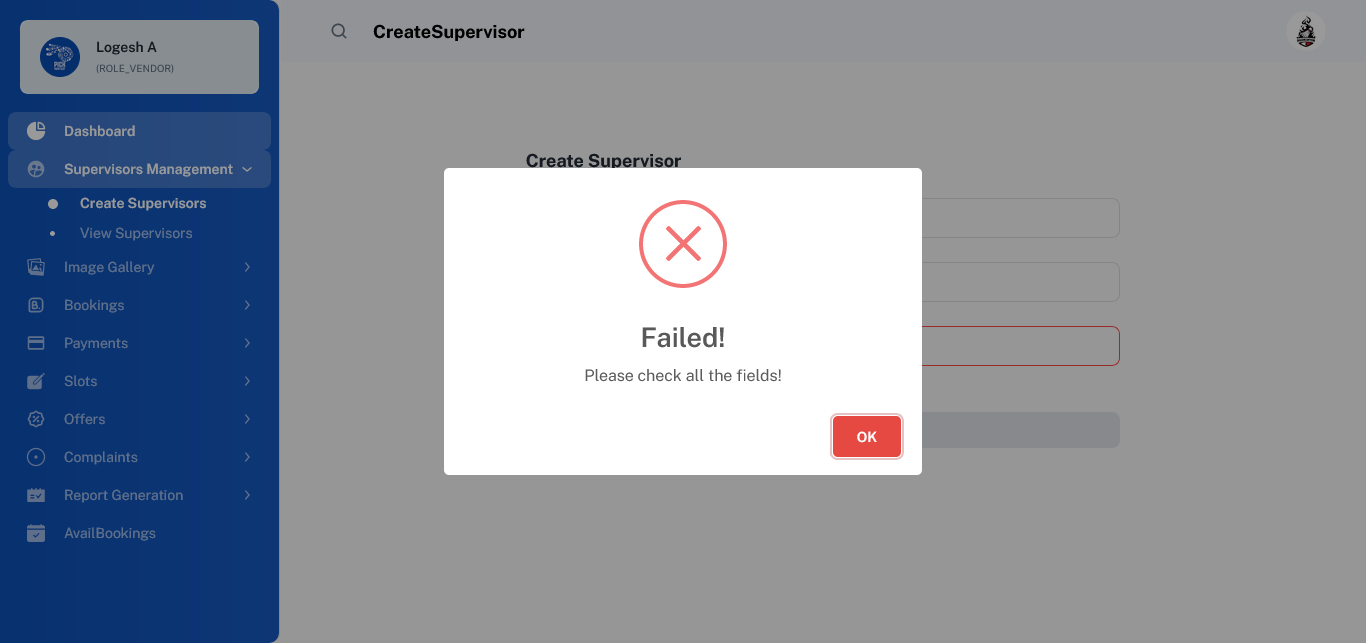 Logesh A
(ROLE_VENDOR)
Dashboard
Supervisors Management
Create Supervisors
View Supervisors
Image Gallery
Bookings
Payments
Slots
Offers
Complaints
Report Generation
AvailBookings
CreateSupervisor
Create Supervisor
Failed!
Please check all the fields!
OK